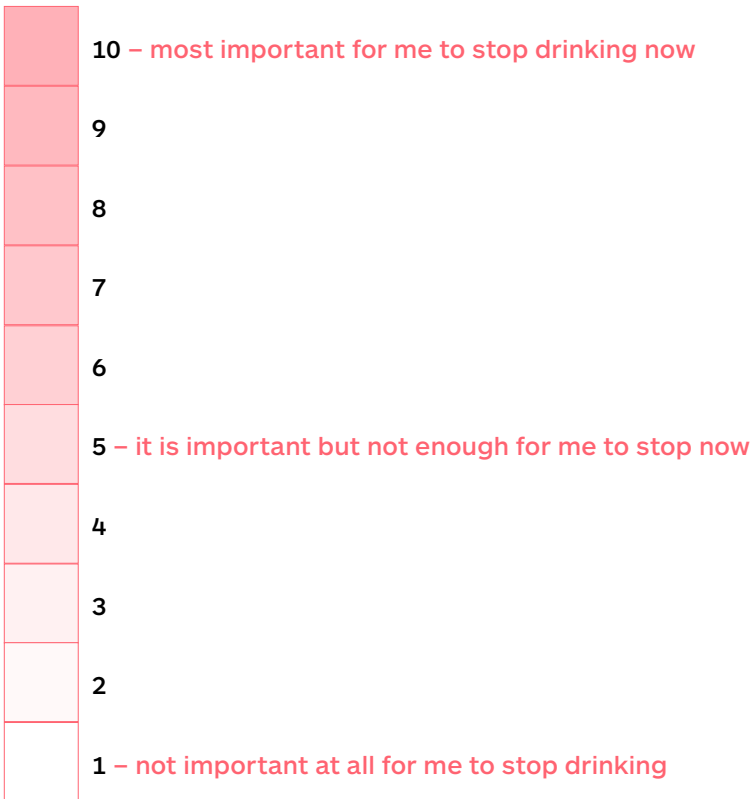 10 – most important for me to stop drinking now
9
8
7
6
5 – it is important but not enough for me to stop now
4
3
2
1 – not important at all for me to stop drinking